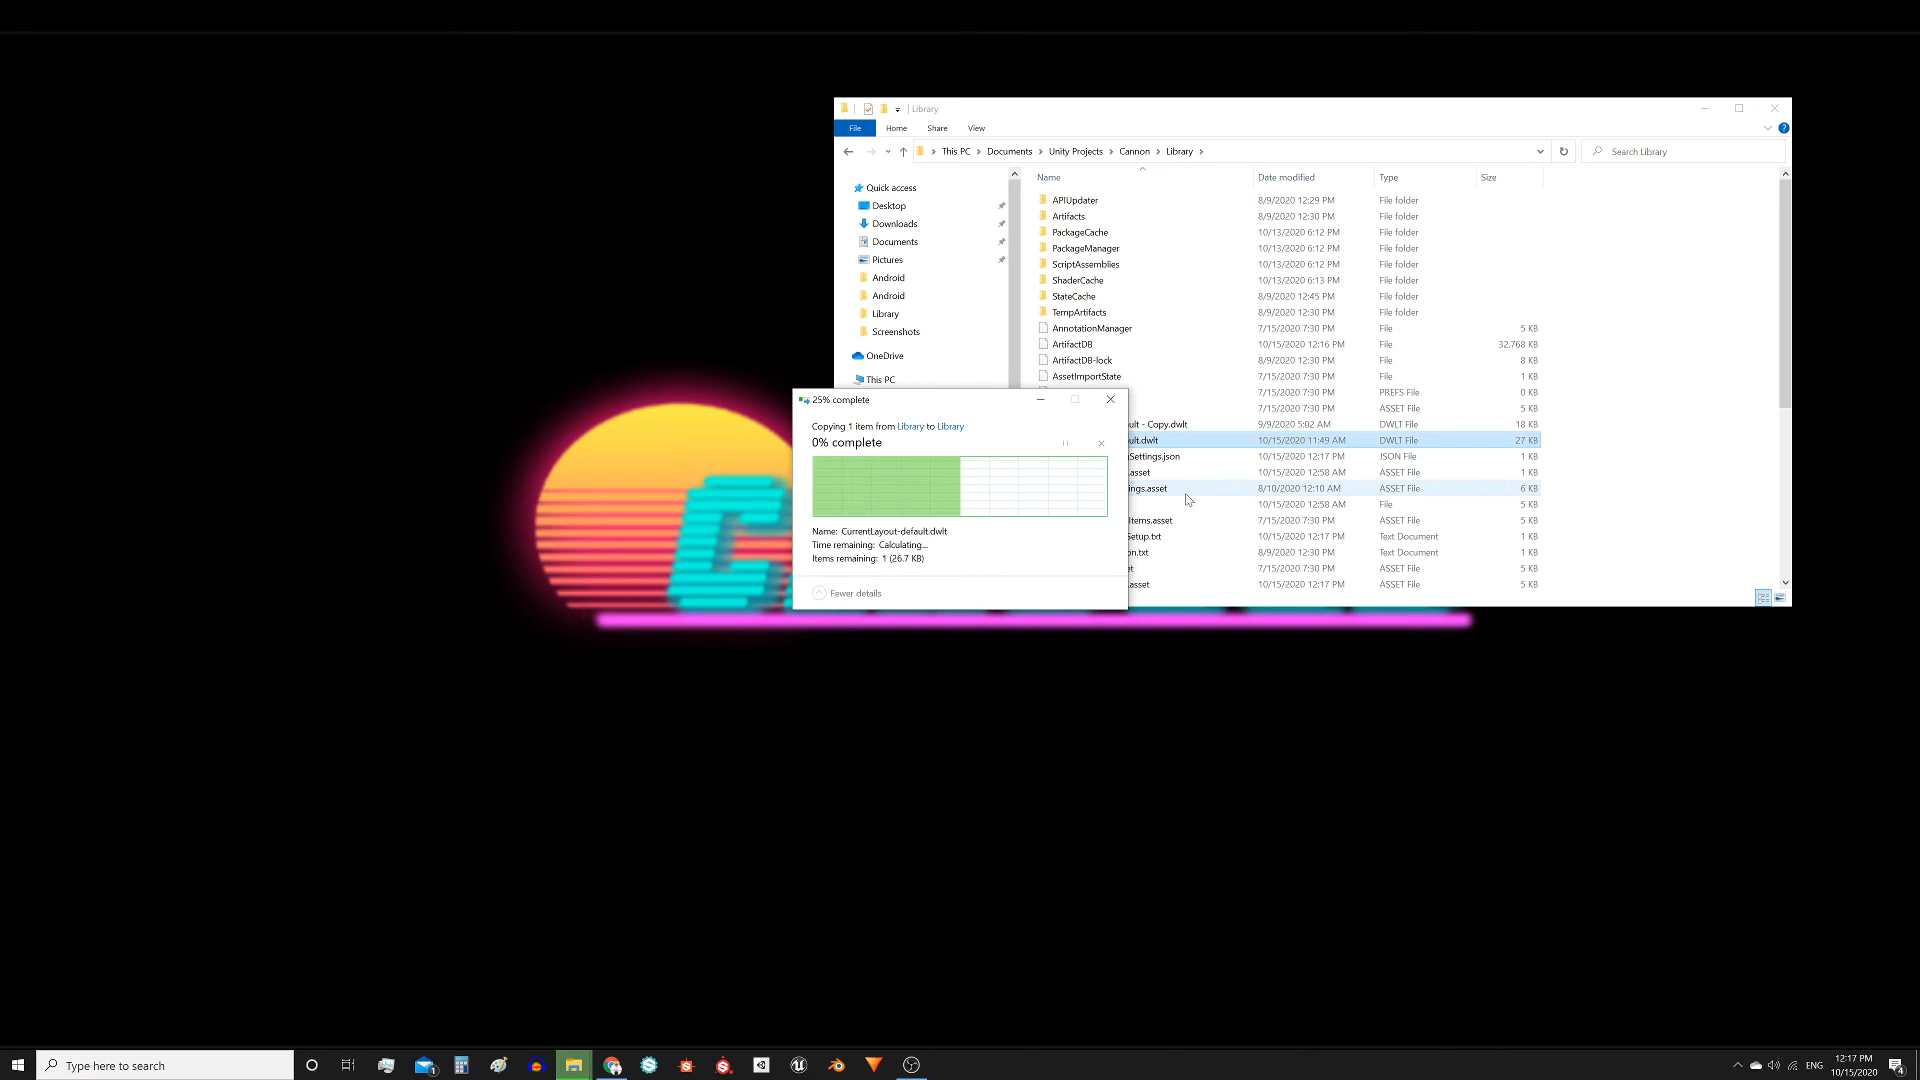 Library
File Home Share View
This PC Documents Unity Projects Cannon Library
Search Library
Quick access
Desktop
Downloads
Documents
Pictures
Android
Android
Library
Screenshots
OneDrive
This PC
Name Date modified Type Size
APIUpdater 8/9/2020 12:29 PM File folder
Artifacts 8/9/2020 12:30 PM File folder
PackageCache 10/13/2020 6:12 PM File folder
PackageManager 10/13/2020 6:12 PM File folder
ScriptAssemblies 10/13/2020 6:12 PM File folder
ShaderCache 10/13/2020 6:13 PM File folder
StateCache 8/9/2020 12:45 PM File folder
TempArtifacts 8/9/2020 12:30 PM File folder
AnnotationManager 7/15/2020 7:30 PM File 5 KB
ArtifactDB 10/15/2020 12:16 PM File 32,768 KB
ArtifactDB-lock 8/9/2020 12:30 PM File 8 KB
AssetImportState 7/15/2020 7:30 PM File 1 KB
7/15/2020 7:30 PM PREFS File 0 KB
7/15/2020 7:30 PM ASSET File 5 KB
ult - Copy.dwlt 9/9/2020 5:02 AM DWLT File 18 KB
ult.dwlt 10/15/2020 11:49 AM DWLT File 27 KB
gSettings.json 10/15/2020 12:17 PM JSON File 1 KB
.asset 10/15/2020 12:58 AM ASSET File 1 KB
ings.asset 8/10/2020 12:10 AM ASSET File 6 KB
10/15/2020 12:58 AM File 5 KB
Items.asset 7/15/2020 7:30 PM ASSET File 5 KB
Setup.txt 10/15/2020 12:17 PM Text Document 1 KB
on.txt 8/9/2020 12:30 PM Text Document 1 KB
et 7/15/2020 7:30 PM ASSET File 5 KB
.asset 10/15/2020 12:17 PM ASSET File 5 KB
25% complete
Copying 1 item from Library to Library
0% complete
Name: CurrentLayout-default.dwlt
Time remaining: Calculating...
Items remaining: 1 (26.7 KB)
Fewer details
C
Type here to search
1
ENG
12:17 PM
10/15/2020
4